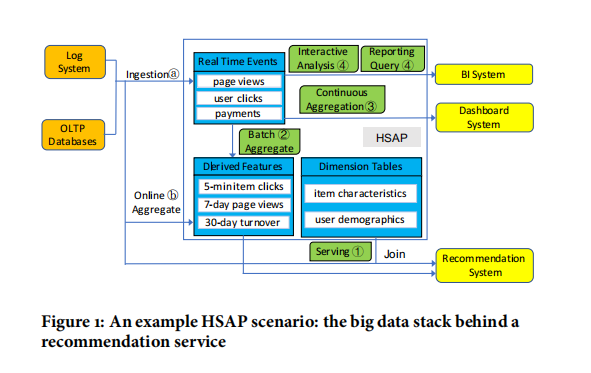 Log
System
OLTP
Databases
Ingestionⓐ
Online ⓑ
Aggregate
Real Time Events
page views
user clicks
payments
Interactive
Analysis ④
Reporting
Query ④
Continuous
Aggregation ③
Batch ②
Aggregate
HSAP
Derived Features
5-min item clicks
7-day page views
30-day turnover
Dimension Tables
item characteristics
user demographics
Serving ①
Join
BI System
Dashboard
System
Recommendation
System
Figure 1: An example HSAP scenario: the big data stack behind a
recommendation service